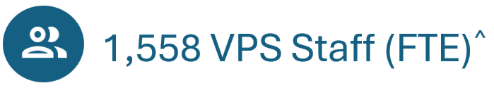 1,558 VPS Staff (FTE)^